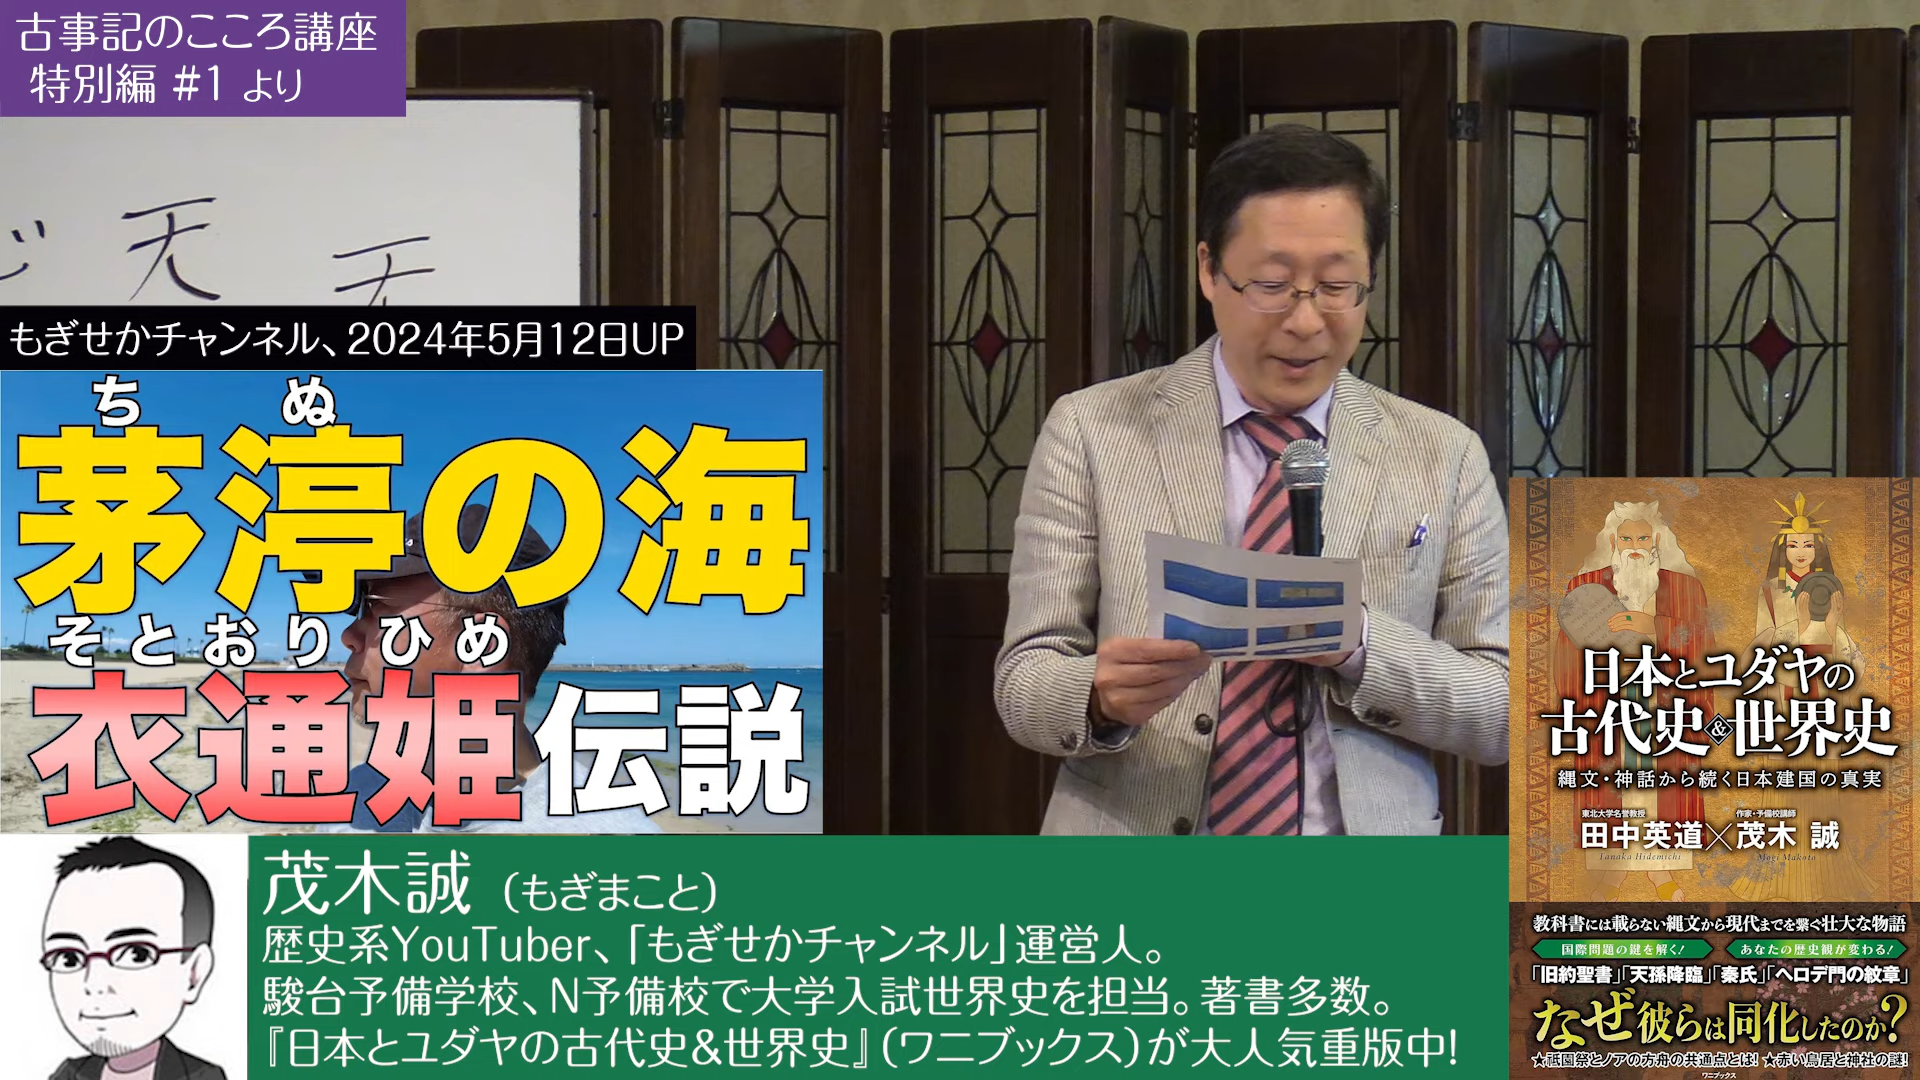 古事記のこころ講座
特別編 #1 より
天 天
もぎせかチャンネル、2024年5月12日UP
ち ぬ
茅渟の海
そとおりひめ
衣通姫伝説
茂木誠（もぎまこと）
歴史系YouTuber、「もぎせかチャンネル」運営人。
駿台予備学校、N予備校で大学入試世界史を担当。著書多数。
『日本とユダヤの古代史&世界史』（ワニブックス）が大人気重版中!
日本とユダヤの
古代史&世界史
縄文・神話から続く日本建国の真実
東北大学名誉教授 作家・予備校講師
田中英道×茂木 誠
Tanaka Hidemichi Mogi Makoto
教科書には載らない縄文から現代までを繋ぐ壮大な物語
国際問題の鍵を解く! あなたの歴史観が変わる!
「旧約聖書」「天孫降臨」「秦氏」「ヘロデ門の紋章」
なぜ彼らは同化したのか?
★祇園祭とノアの方舟の共通点とは! ★赤い鳥居と神社の謎!
ワニブックス